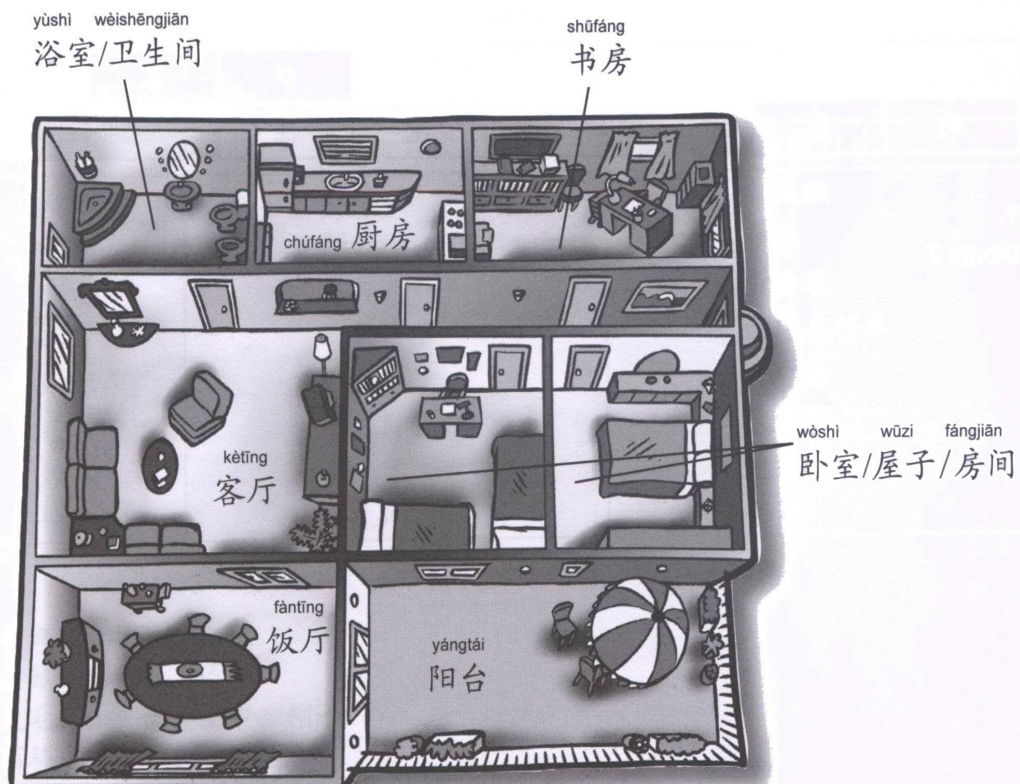 yùshì wèishēngjiān
浴室/卫生间
shūfáng
书房
chúfáng 厨房
kètīng
客厅
wòshì wūzi fángjiān
卧室/屋子/房间
fàntīng
饭厅
yángtái
阳台